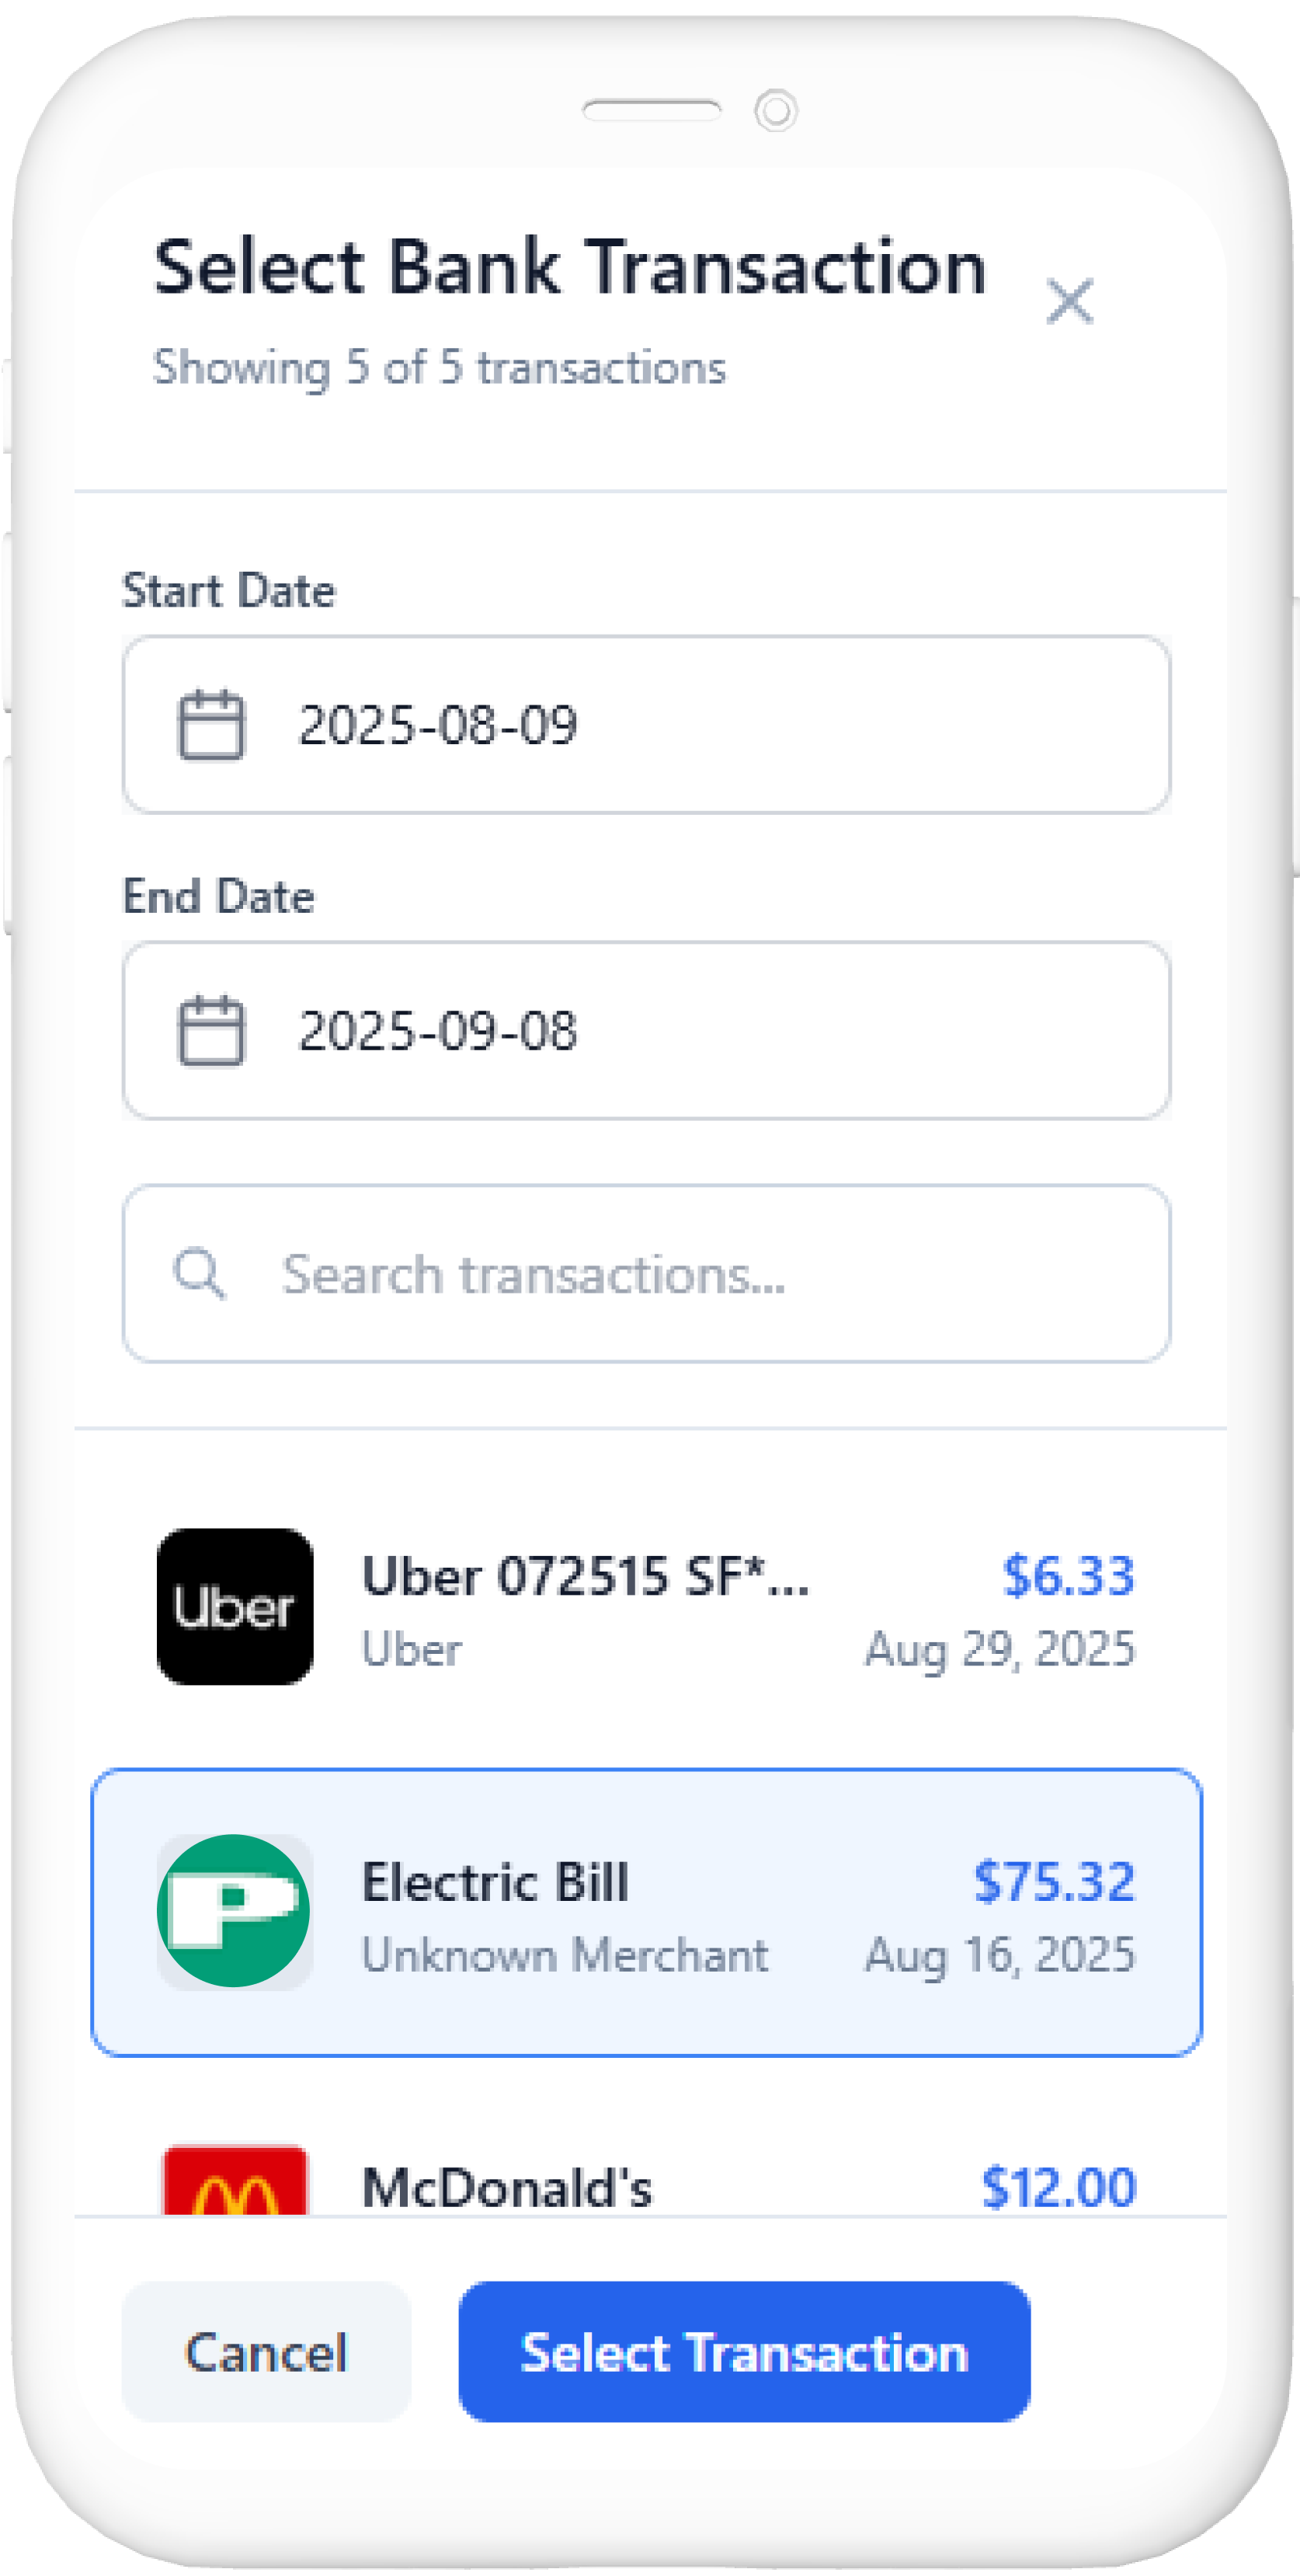 Select Bank Transaction
Showing 5 of 5 transactions
Start Date
2025-08-09
End Date
2025-09-08
Search transactions...
Uber
Uber 072515 SF*... $6.33
Uber Aug 29, 2025
P
Electric Bill $75.32
Unknown Merchant Aug 16, 2025
McDonald's $12.00
Cancel Select Transaction